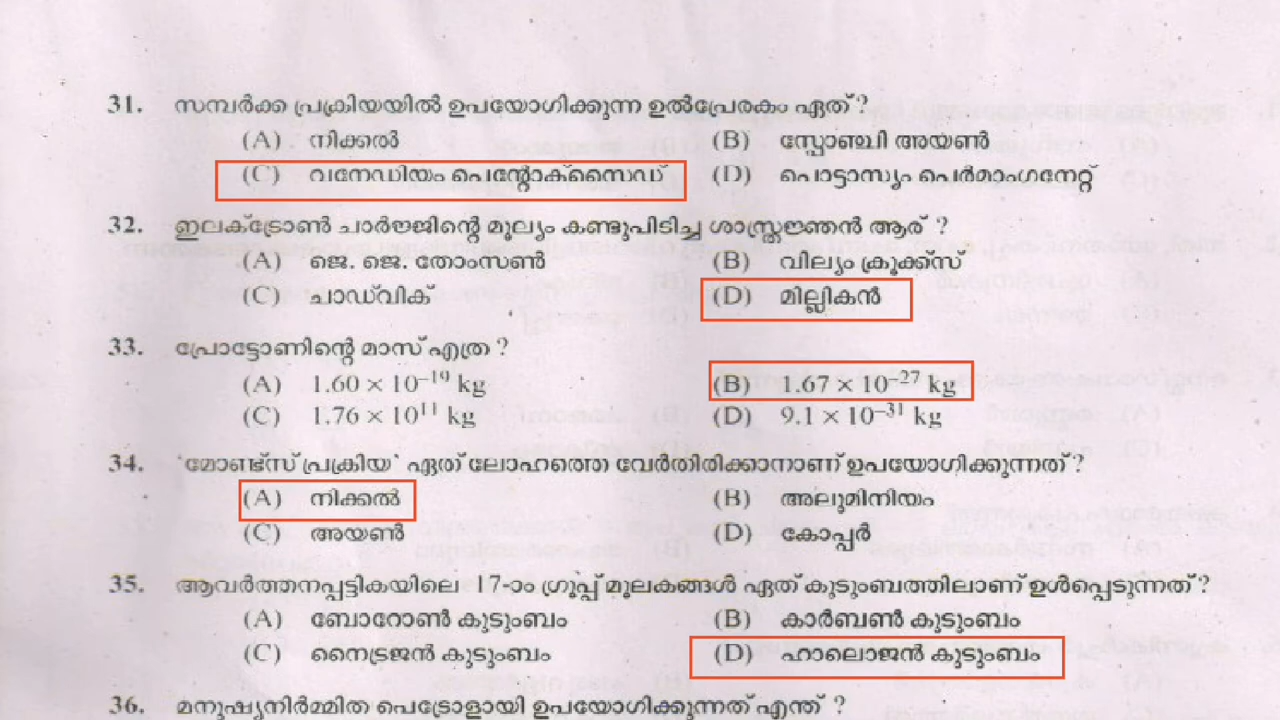 31. സമ്പർക്ക പ്രക്രിയയിൽ ഉപയോഗിക്കുന്ന ഉൽപ്രേരകം ഏത് ?
(A) നിക്കൽ (B) സ്പോഞ്ചി അയൺ
(C) വനേഡിയം പെന്റോക്സൈഡ് (D) പൊട്ടാസ്യം പെർമാംഗനേറ്റ്
32. ഇലക്ട്രോൺ ചാർജ്ജിന്റെ മൂല്യം കണ്ടുപിടിച്ച ശാസ്ത്രജ്ഞൻ ആര് ?
(A) ജെ. ജെ. തോംസൺ (B) വില്യം ക്രൂക്ക്സ്
(C) ചാഡ്‌വിക് (D) മില്ലികൻ
33. പ്രോട്ടോണിന്റെ മാസ് എത്ര ?
(A) 1.60 × 10⁻¹⁹ kg (B) 1.67 × 10⁻²⁷ kg
(C) 1.76 × 10¹¹ kg (D) 9.1 × 10⁻³¹ kg
34. 'മോണ്ട്സ് പ്രക്രിയ' ഏത് ലോഹത്തെ വേർതിരിക്കാനാണ് ഉപയോഗിക്കുന്നത് ?
(A) നിക്കൽ (B) അലൂമിനിയം
(C) അയൺ (D) കോപ്പർ
35. ആവർത്തനപ്പട്ടികയിലെ 17-ാം ഗ്രൂപ്പ് മൂലകങ്ങൾ ഏത് കുടുംബത്തിലാണ് ഉൾപ്പെടുന്നത് ?
(A) ബോറോൺ കുടുംബം (B) കാർബൺ കുടുംബം
(C) നൈട്രജൻ കുടുംബം (D) ഹാലൊജൻ കുടുംബം
36. മനുഷ്യനിർമ്മിത പെട്രോളായി ഉപയോഗിക്കുന്നത് എന്ത് ?